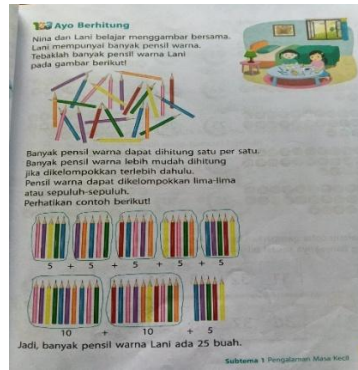 Ayo Berhitung
Nina dan Lani belajar menggambar bersama.
Lani mempunyai banyak pensil warna.
Tebaklah banyak pensil warna Lani
pada gambar berikut!
Banyak pensil warna dapat dihitung satu per satu.
Banyak pensil warna lebih mudah dihitung
jika dikelompokkan terlebih dahulu.
Pensil warna dapat dikelompokkan lima-lima
atau sepuluh-sepuluh.
Perhatikan contoh berikut!
5 + 5 + 5 + 5 + 5
10 + 10 + 5
Jadi, banyak pensil warna Lani ada 25 buah.
Subtema 1 Pengalaman Masa Kecil